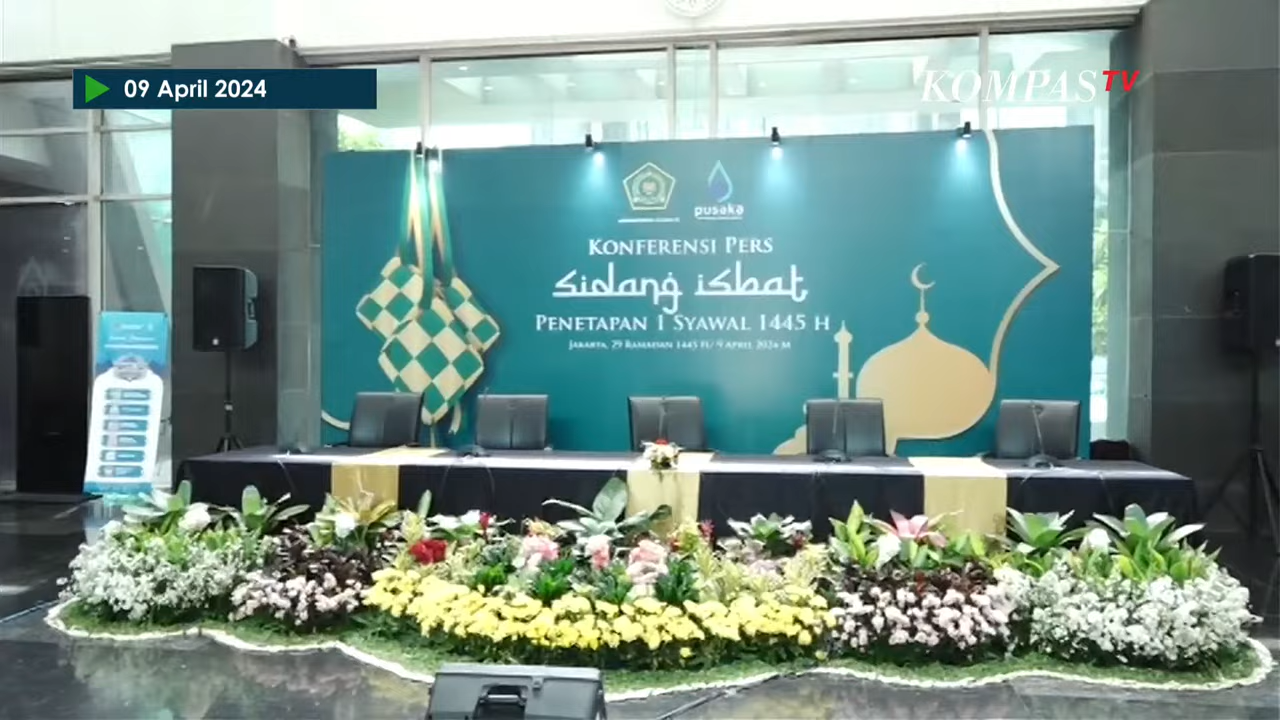 09 April 2024
KOMPASTV
pusaka
KONFERENSI PERS
sidang isbat
PENETAPAN 1 SYAWAL 1445 H
JAKARTA, 29 RAMADAN 1445 H/ 9 APRIL 2024 M